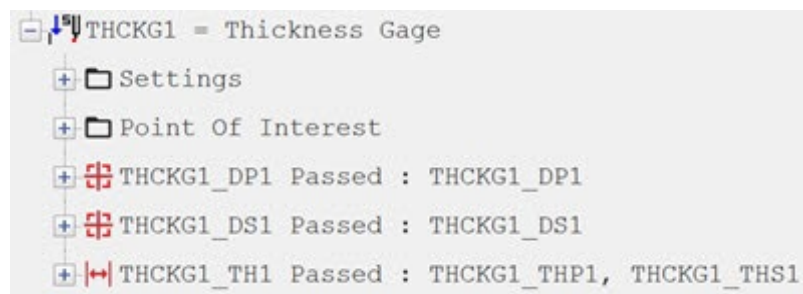 THCKG1 = Thickness Gage
Settings
Point Of Interest
THCKG1_DP1 Passed : THCKG1_DP1
THCKG1_DS1 Passed : THCKG1_DS1
THCKG1_TH1 Passed : THCKG1_THP1, THCKG1_THS1